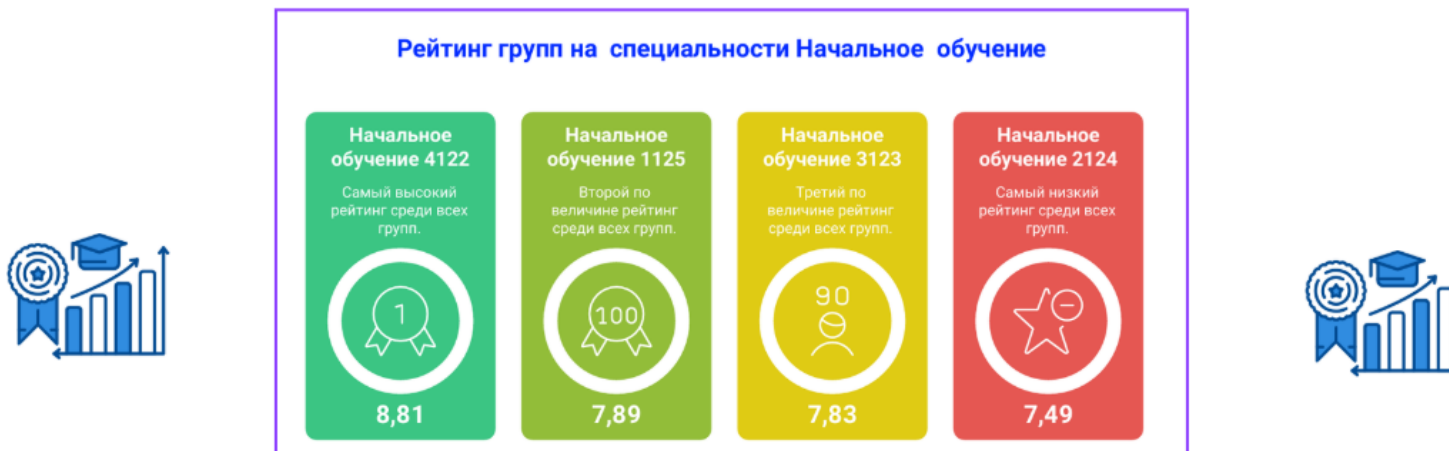 Рейтинг групп на специальности Начальное обучение
Начальное
обучение 4122
Самый высокий
рейтинг среди всех
групп.
1
8,81
Начальное
обучение 1125
Второй по
величине рейтинг
среди всех групп.
100
7,89
Начальное
обучение 3123
Третий по
величине рейтинг
среди всех групп.
90
7,83
Начальное
обучение 2124
Самый низкий
рейтинг среди всех
групп.
7,49